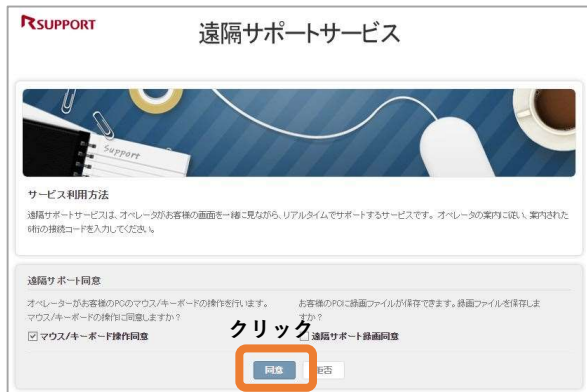 RSUPPORT
遠隔サポートサービス
Support
サービス利用方法
遠隔サポートサービスは、オペレータがお客様の画面を一緒に見ながら、リアルタイムでサポートするサービスです。オペレータの案内に従い、案内された
6桁の接続コードを入力してください。
遠隔サポート同意
オペレーターがお客様のPCのマウス/キーボードの操作を行います。
マウス/キーボードの操作に同意しますか?
マウス/キーボード操作同意
お客様のPCに録画ファイルが保存できます。録画ファイルを保存しま
すか?
遠隔サポート録画同意
クリック
同意
拒否